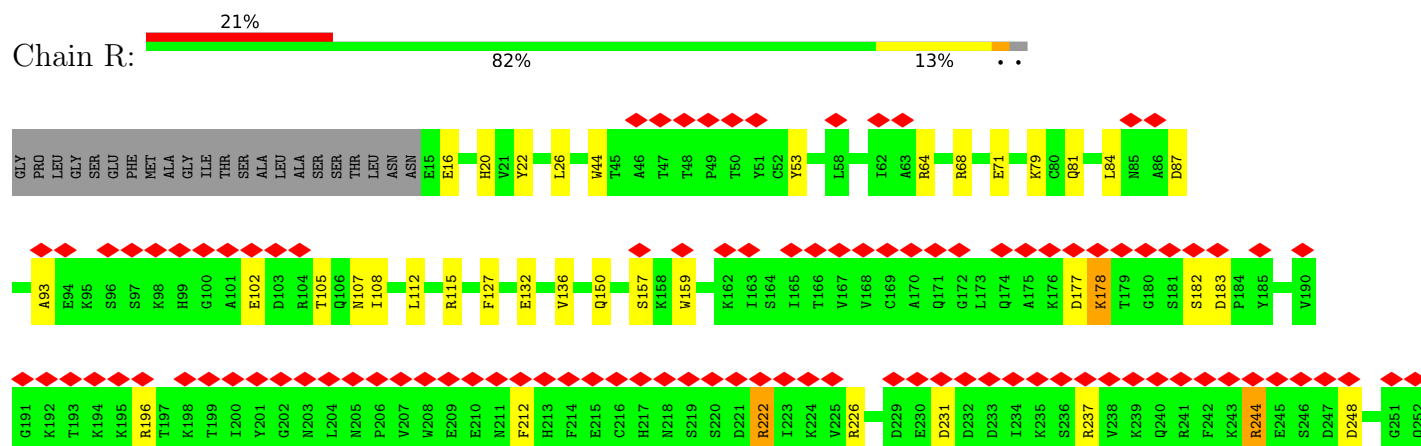 21%
Chain R:
82% 13% • •
GLY PRO LEU GLY SER GLU PHE MET ALA GLY ILE THR SER ALA LEU ALA SER SER THR LEU ASN ASN E15 E16 H20 V21 Y22 L26 W44 T45 A46 T47 T48 P49 T50 Y51 C52 Y53 L58 I62 A63 R64 R68 E71 K79 C80 Q81 L84 N85 A86 D87
A93 E94 K95 S96 S97 K98 H99 G100 A101 E102 D103 R104 T105 Q106 N107 I108 L112 R115 F127 E132 V136 Q150 S157 K158 W159 K162 I163 S164 I165 T166 V167 V168 C169 A170 Q171 G172 L173 Q174 A175 K176 D177 K178 T179 G180 S181 S182 D183 P184 Y185 V190
G191 K192 T193 K194 K195 R196 T197 K198 T199 I200 Y201 G202 N203 L204 N205 P206 V207 W208 E209 E210 N211 F212 H213 F214 E215 C216 H217 N218 S219 S220 D221 R222 I223 K224 V225 R226 D229 E230 D231 D232 D233 I234 K235 S236 R237 V238 K239 Q240 R241 F242 K243 R244 E245 S246 D247 D248 G251 D252